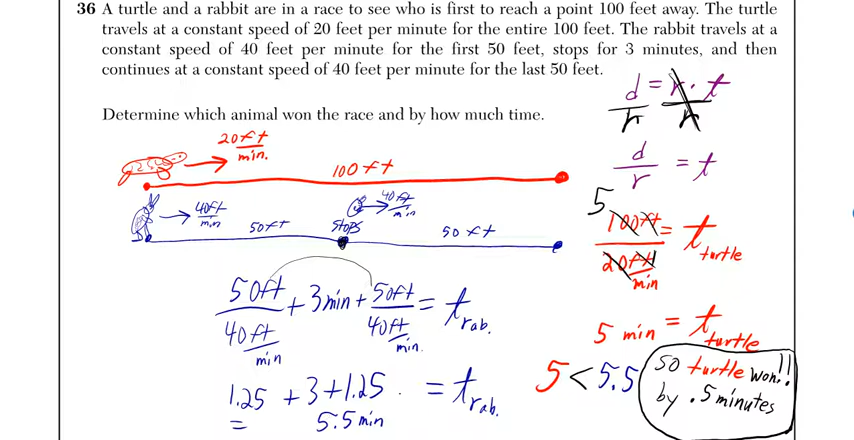 36 A turtle and a rabbit are in a race to see who is first to reach a point 100 feet away. The turtle
travels at a constant speed of 20 feet per minute for the entire 100 feet. The rabbit travels at a
constant speed of 40 feet per minute for the first 50 feet, stops for 3 minutes, and then
continues at a constant speed of 40 feet per minute for the last 50 feet.
Determine which animal won the race and by how much time.
d/r = r·t/r
d/r = t
20ft/min.
100ft
40ft/min
50ft
stops
40ft/min
50 ft
5
100ft/20ft/min = t turtle
50ft/40ft/min + 3min + 50ft/40ft/min. = t rab.
5 min = t turtle
1.25 + 3 + 1.25 = t rab.
= 5.5 min
5 < 5.5
so turtle won!!
by .5 minutes